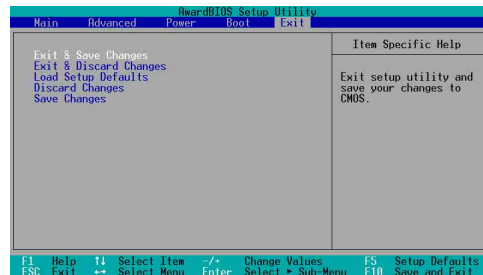 AwardBIOS Setup Utility
Main Advanced Power Boot Exit
Item Specific Help
Exit & Save Changes
Exit & Discard Changes
Load Setup Defaults
Discard Changes
Save Changes
Exit setup utility and
save your changes to
CMOS.
F1 Help ↑↓ Select Item -/+ Change Values F5 Setup Defaults
ESC Exit ←→ Select Menu Enter Select ► Sub-Menu F10 Save and Exit